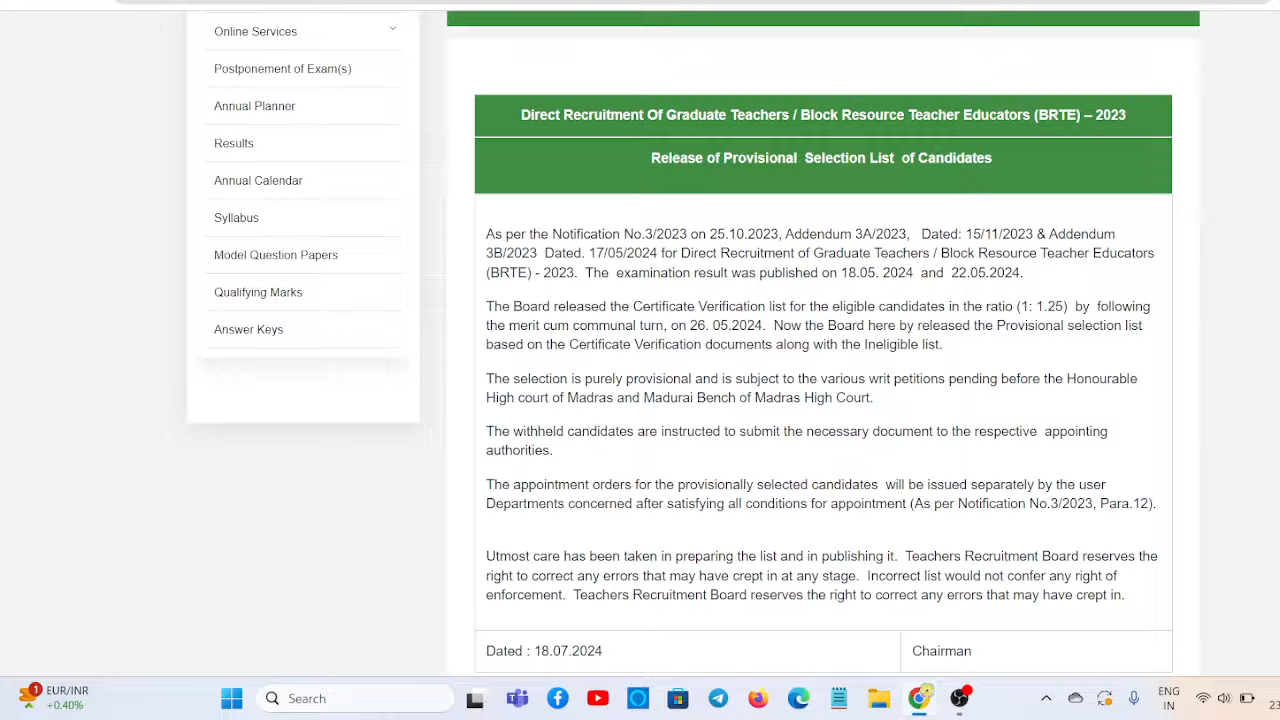 Online Services
Postponement of Exam(s)
Annual Planner
Results
Annual Calendar
Syllabus
Model Question Papers
Qualifying Marks
Answer Keys
Direct Recruitment Of Graduate Teachers / Block Resource Teacher Educators (BRTE) – 2023
Release of Provisional Selection List of Candidates
As per the Notification No.3/2023 on 25.10.2023, Addendum 3A/2023, Dated: 15/11/2023 & Addendum
3B/2023 Dated. 17/05/2024 for Direct Recruitment of Graduate Teachers / Block Resource Teacher Educators
(BRTE) - 2023. The examination result was published on 18.05. 2024 and 22.05.2024.
The Board released the Certificate Verification list for the eligible candidates in the ratio (1: 1.25) by following
the merit cum communal turn, on 26. 05.2024. Now the Board here by released the Provisional selection list
based on the Certificate Verification documents along with the Ineligible list.
The selection is purely provisional and is subject to the various writ petitions pending before the Honourable
High court of Madras and Madurai Bench of Madras High Court.
The withheld candidates are instructed to submit the necessary document to the respective appointing
authorities.
The appointment orders for the provisionally selected candidates will be issued separately by the user
Departments concerned after satisfying all conditions for appointment (As per Notification No.3/2023, Para.12).
Utmost care has been taken in preparing the list and in publishing it. Teachers Recruitment Board reserves the
right to correct any errors that may have crept in at any stage. Incorrect list would not confer any right of
enforcement. Teachers Recruitment Board reserves the right to correct any errors that may have crept in.
Dated : 18.07.2024
Chairman
1
EUR/INR
+0.40%
Search
ENG
IN
23